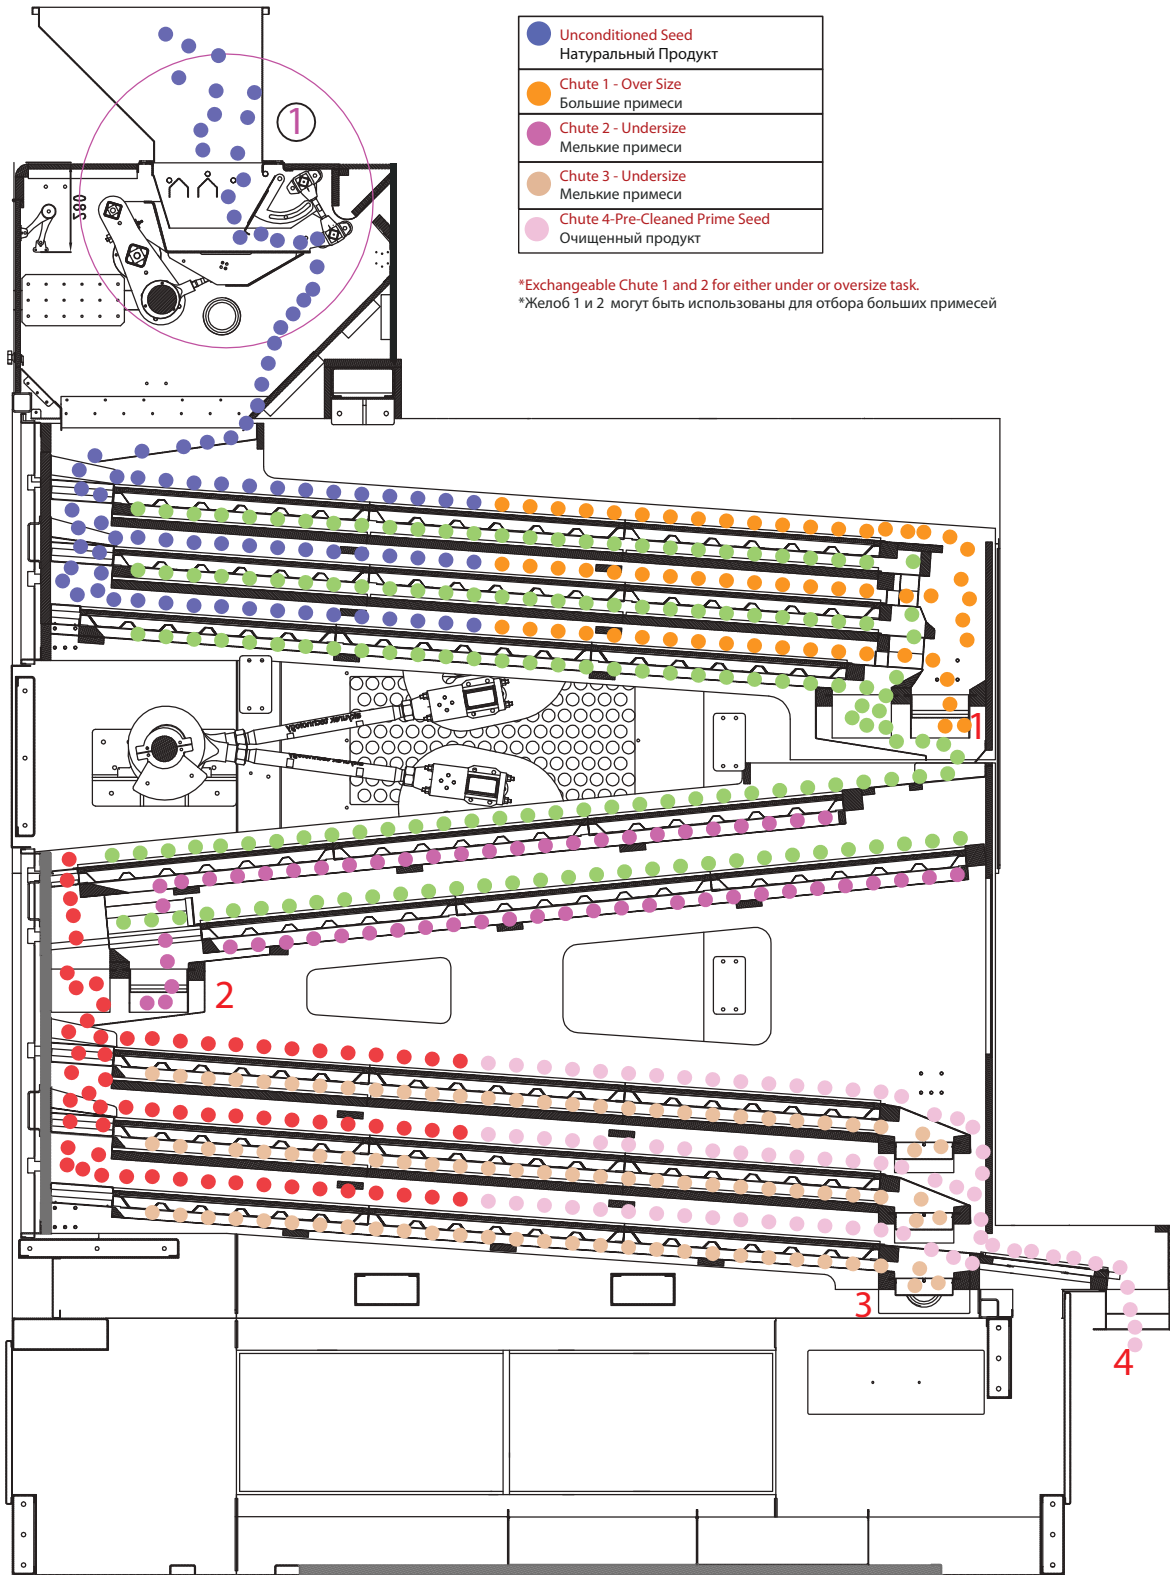 Unconditioned Seed
Натуральный Продукт
Chute 1 - Over Size
Большие примеси
Chute 2 - Undersize
Мелькие примеси
Chute 3 - Undersize
Мелькие примеси
Chute 4-Pre-Cleaned Prime Seed
Очищенный продукт
*Exchangeable Chute 1 and 2 for either under or oversize task.
*Желоб 1 и 2 могут быть использованы для отбора больших примесей
1
380
1
2
3
4